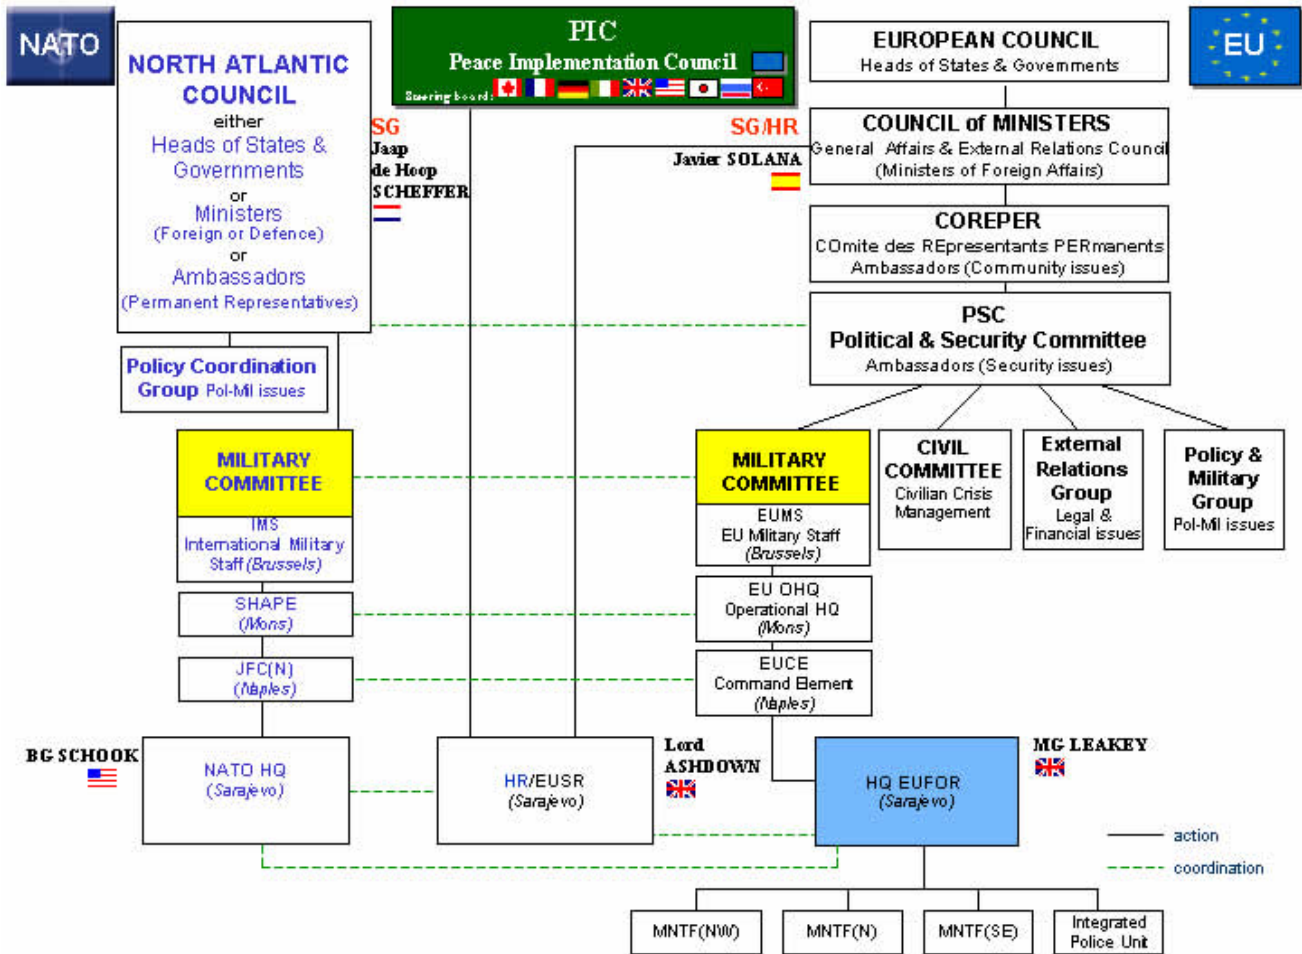 NATO
NORTH ATLANTIC
COUNCIL
either
Heads of States &
Governments
or
Ministers
(Foreign or Defence)
or
Ambassadors
(Permanent Representatives)
SG
Jaap
de Hoop
SCHEFFER
Policy Coordination
Group Pol-Mil issues
PIC
Peace Implementation Council
Steering board:
SG/HR
Javier SOLANA
EUROPEAN COUNCIL
Heads of States & Governments
EU
COUNCIL of MINISTERS
General Affairs & External Relations Council
(Ministers of Foreign Affairs)
COREPER
COmite des REpresentants PERmanents
Ambassadors (Community issues)
PSC
Political & Security Committee
Ambassadors (Security issues)
MILITARY
COMMITTEE
IMS
International Military
Staff (Brussels)
SHAPE
(Mons)
JFC(N)
(Naples)
MILITARY
COMMITTEE
EUMS
EU Military Staff
(Brussels)
EU OHQ
Operational HQ
(Mons)
EUCE
Command Element
(Naples)
CIVIL
COMMITTEE
Civilian Crisis
Management
External
Relations
Group
Legal &
Financial issues
Policy &
Military
Group
Pol-Mil issues
BG SCHOOK
NATO HQ
(Sarajevo)
HR/EUSR
(Sarajevo)
Lord
ASHDOWN
HQ EUFOR
(Sarajevo)
MG LEAKEY
action
coordination
MNTF(NW)
MNTF(N)
MNTF(SE)
Integrated
Police Unit